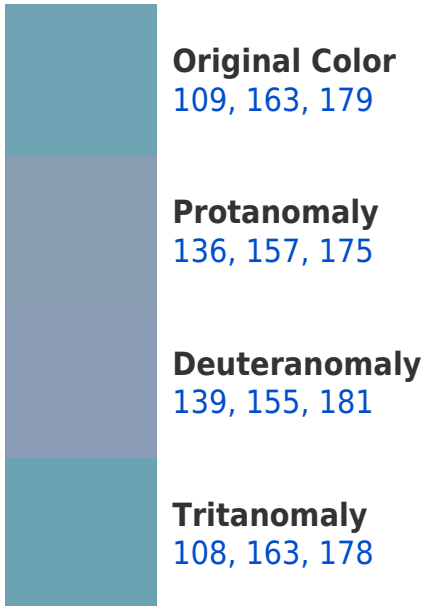 Original Color
109, 163, 179
Protanomaly
136, 157, 175
Deuteranomaly
139, 155, 181
Tritanomaly
108, 163, 178